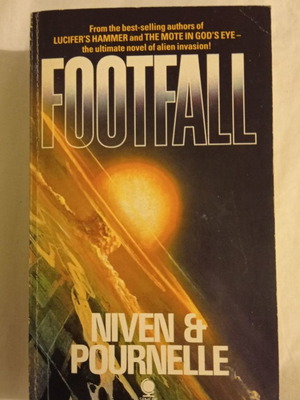 From the best-selling authors of
LUCIFER'S HAMMER and THE MOTE IN GOD'S EYE~
the ultimate novel of alien invasion!
FOOTFALL
NIVEN &
POURNELLE